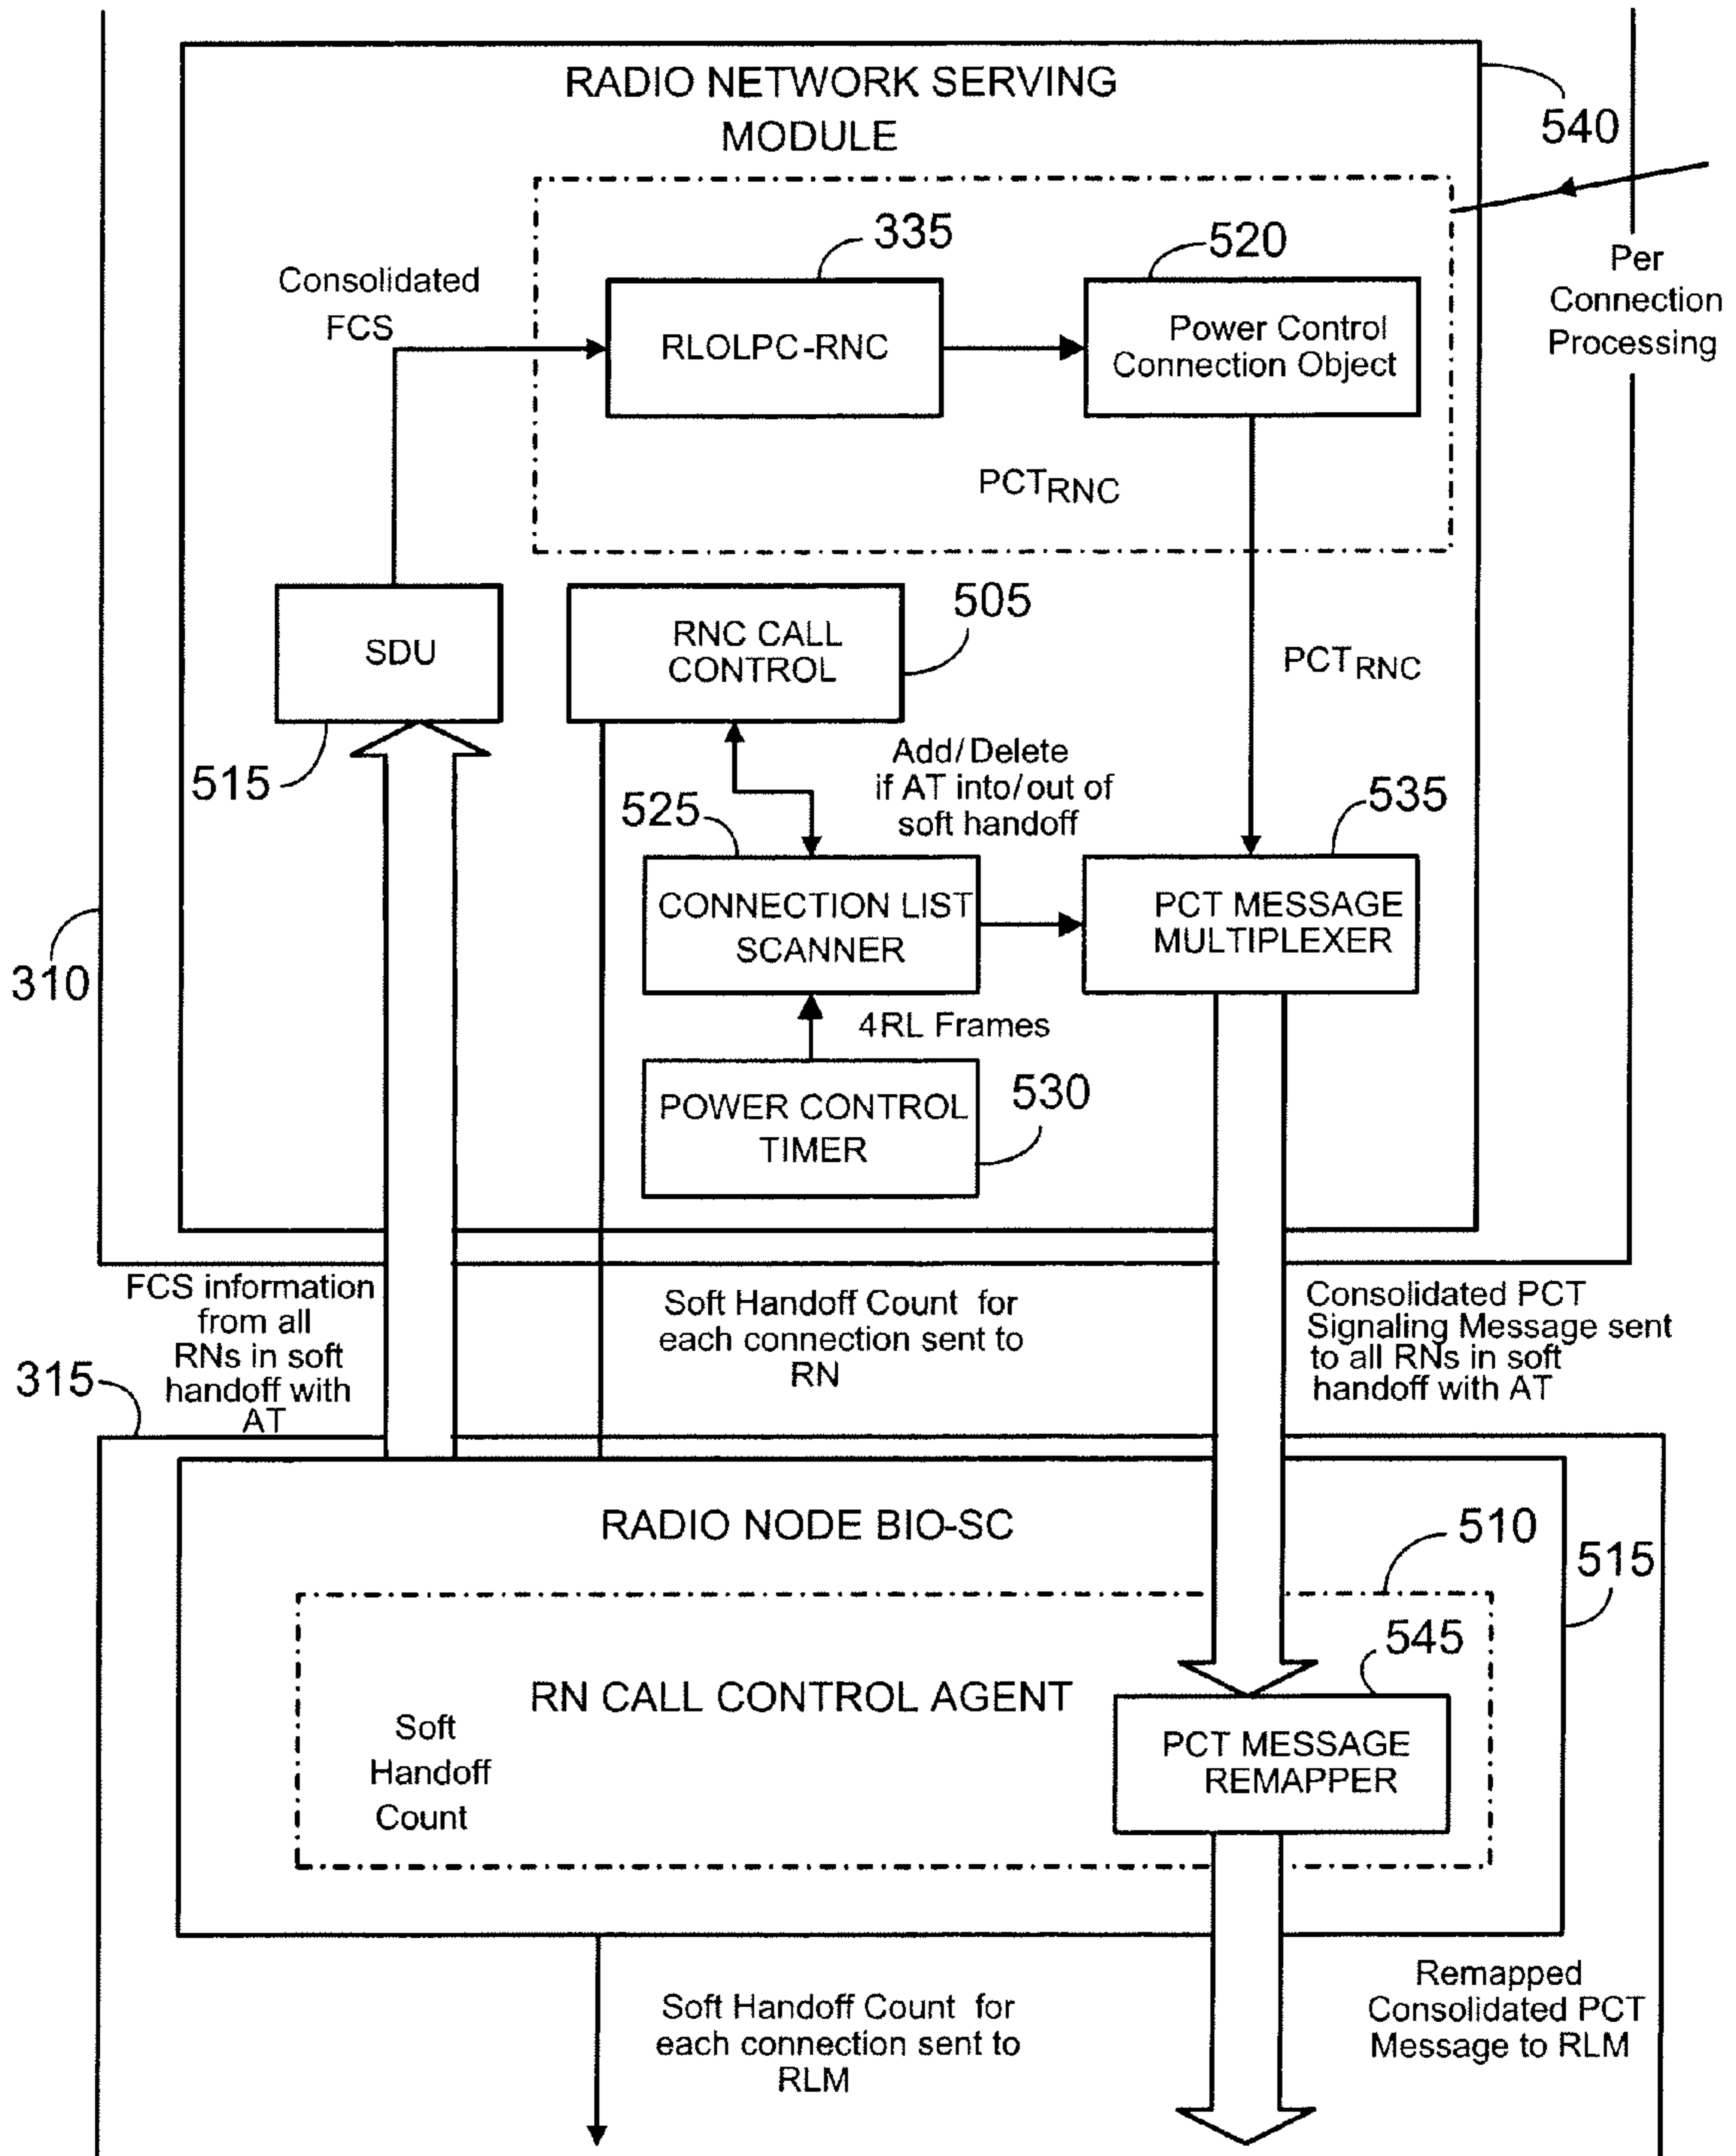 RADIO NETWORK SERVING
MODULE
540
335
520
Per
Connection
Processing
Consolidated
FCS
RLOLPC-RNC
Power Control
Connection Object
PCTRNC
505
SDU
RNC CALL
CONTROL
PCTRNC
515
Add/Delete
if AT into/out of
soft handoff
525
535
CONNECTION LIST
SCANNER
PCT MESSAGE
MULTIPLEXER
310
4RL Frames
530
POWER CONTROL
TIMER
FCS information
from all
RNs in soft
handoff with
AT
Soft Handoff Count for
each connection sent to
RN
Consolidated PCT
Signaling Message sent
to all RNs in soft
handoff with AT
315
RADIO NODE BIO-SC
510
515
545
RN CALL CONTROL AGENT
Soft
Handoff
Count
PCT MESSAGE
REMAPPER
Soft Handoff Count for
each connection sent to
RLM
Remapped
Consolidated PCT
Message to RLM